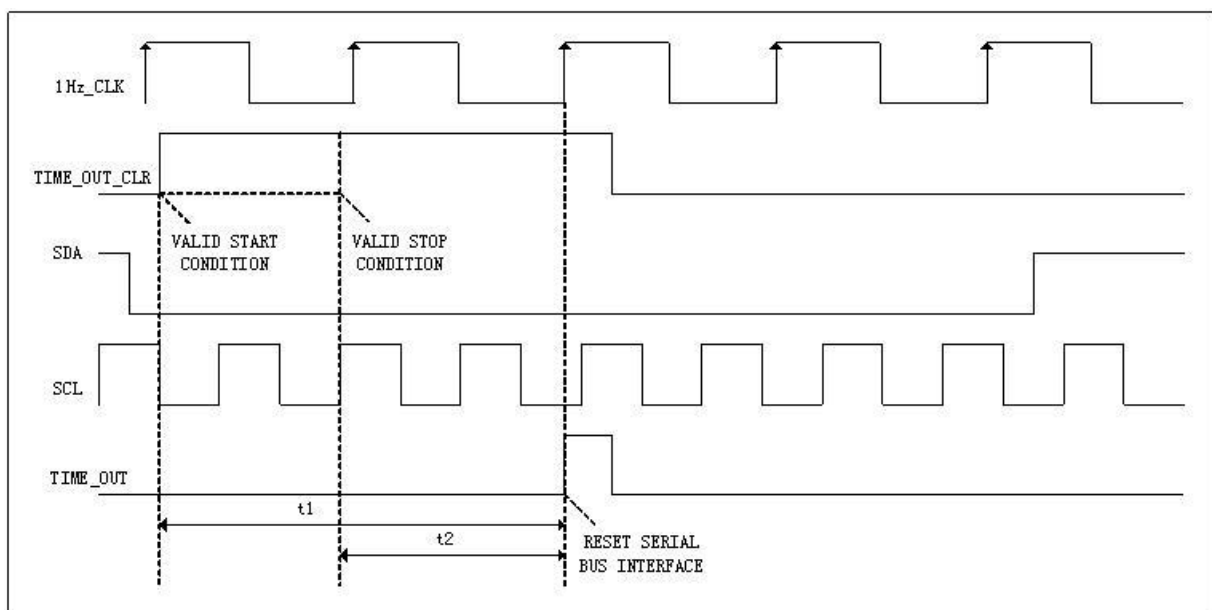 1Hz_CLK
TIME_OUT_CLR
VALID START
CONDITION
VALID STOP
CONDITION
SDA
SCL
TIME_OUT
t1
t2
RESET SERIAL
BUS INTERFACE